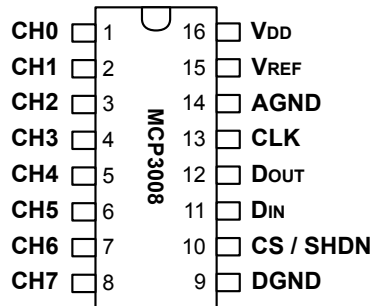 CH0 1 16 VDD
CH1 2 15 VREF
CH2 3 14 AGND
CH3 4 13 CLK
CH4 5 12 DOUT
CH5 6 11 DIN
CH6 7 10 CS / SHDN
CH7 8 9 DGND
MCP3008